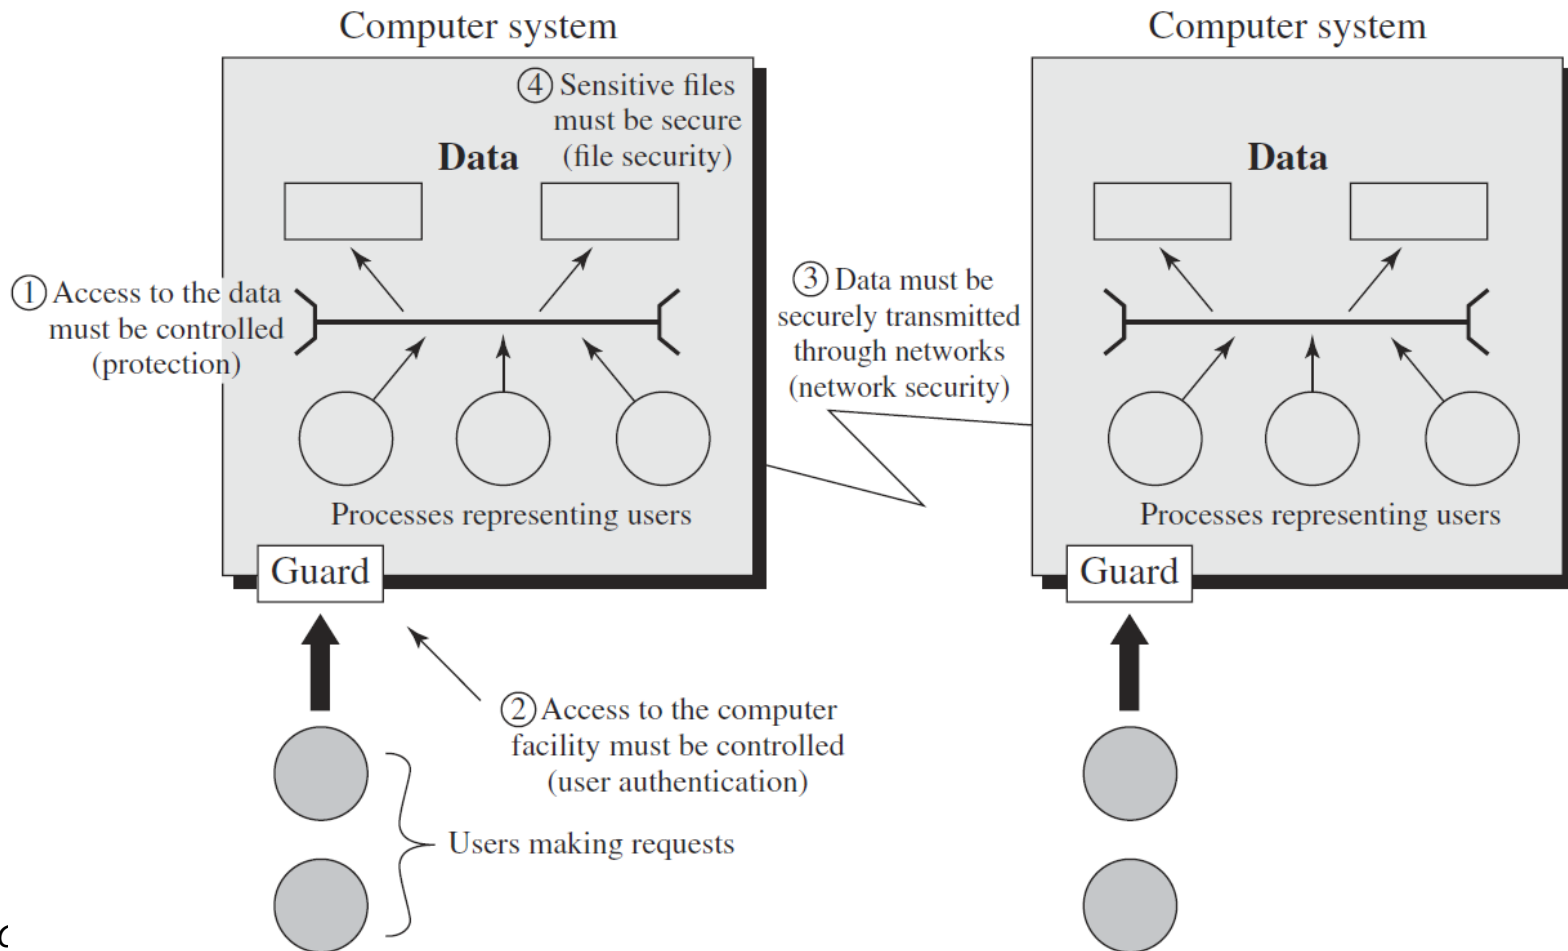 Computer system
④ Sensitive files
must be secure
(file security)
Data
① Access to the data
must be controlled
(protection)
Processes representing users
Guard
② Access to the computer
facility must be controlled
(user authentication)
Users making requests
③ Data must be
securely transmitted
through networks
(network security)
Computer system
Data
Processes representing users
Guard